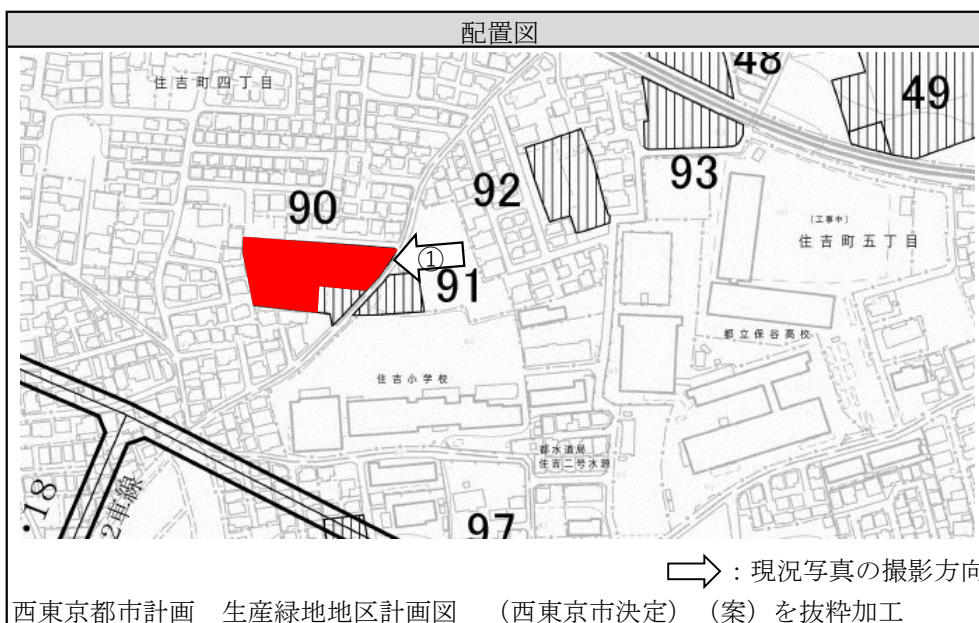 配置図
住吉町四丁目
48
49
90
92
93
①
91
(工事中)
住吉町五丁目
都立保谷高校
住吉小学校
都水道局
住吉二号水源
・18
2車線
97
：現況写真の撮影方向
西東京都市計画　生産緑地地区計画図　（西東京市決定）（案）を抜粋加工